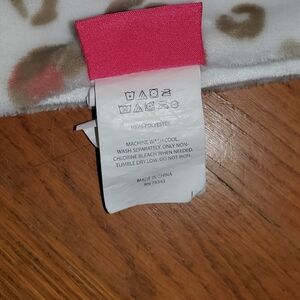 100% POLYESTER
MACHINE WASH COOL.
WASH SEPARATELY. ONLY NON-
CHLORINE BLEACH WHEN NEEDED.
TUMBLE DRY LOW. DO NOT IRON.
MADE IN CHINA